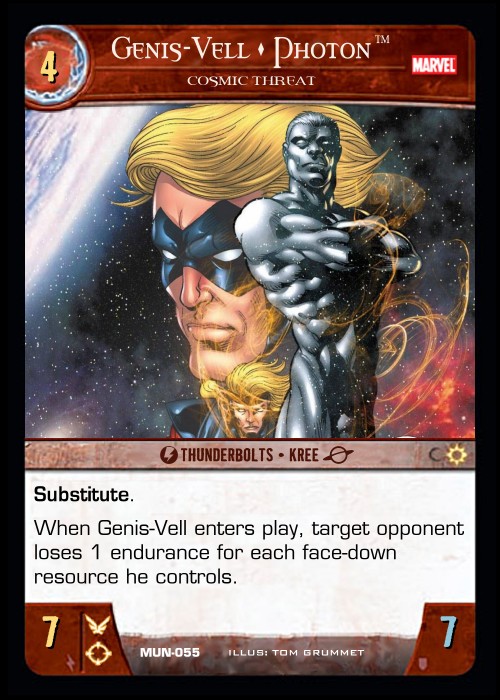 4
GENIS-VELL ♦ PHOTON™
COSMIC THREAT
MARVEL
THUNDERBOLTS • KREE
C
Substitute.
When Genis-Vell enters play, target opponent
loses 1 endurance for each face-down
resource he controls.
7
MUN-055 ILLUS: TOM GRUMMET
7